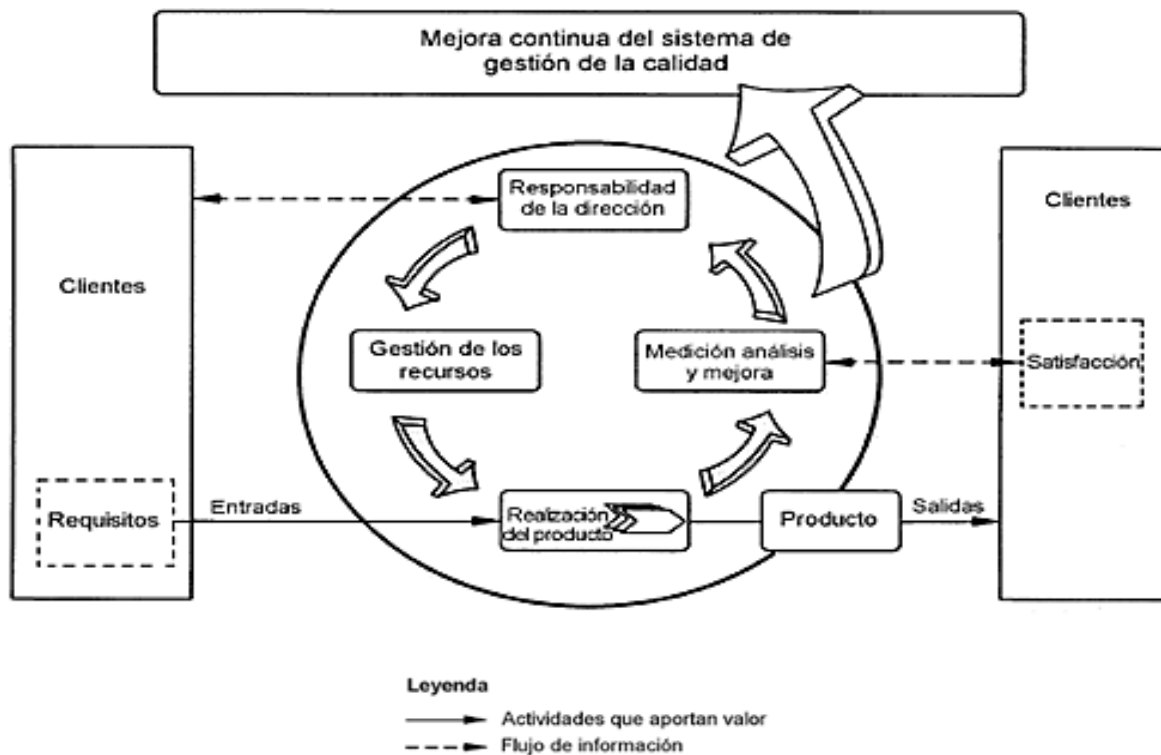 Mejora continua del sistema de
gestión de la calidad
Responsabilidad
de la dirección
Clientes
Clientes
Gestión de los
recursos
Medición análisis
y mejora
Satisfacción
Requisitos
Entradas
Realización
del producto
Producto
Salidas
Leyenda
Actividades que aportan valor
Flujo de información